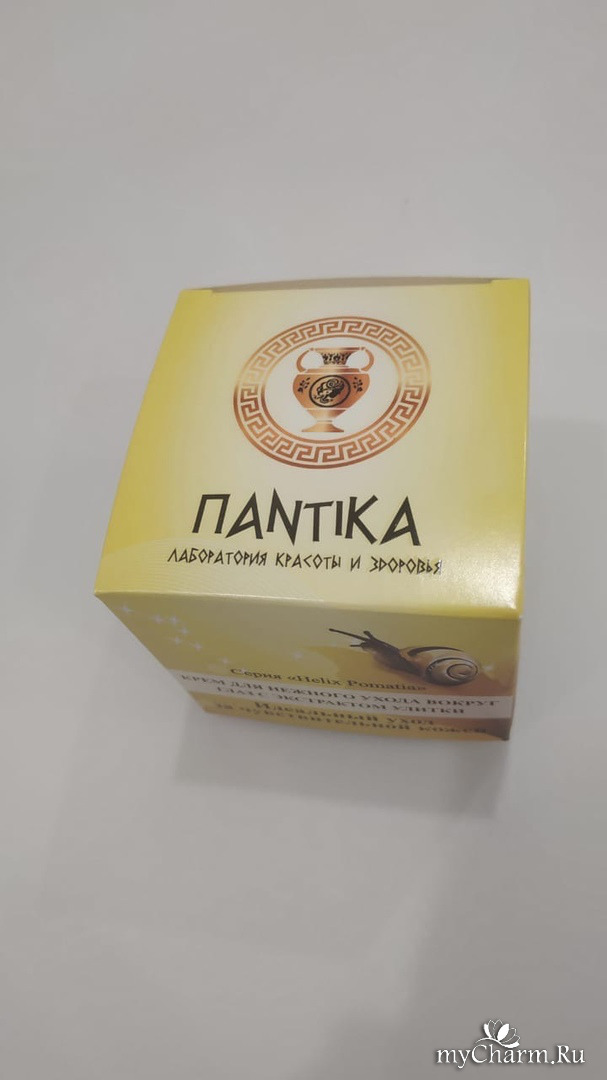 ПАNTIKA
ЛАБОРАТОРИЯ КРАСОТЫ И ЗДОРОВЬЯ
Серия «Helix Pomatia»
КРЕМ ДЛЯ НЕЖНОГО УХОДА ВОКРУГ
ГЛАЗ С ЭКСТРАКТОМ УЛИТКИ
Идеальный уход
за чувствительной кожей
myCharm.Ru